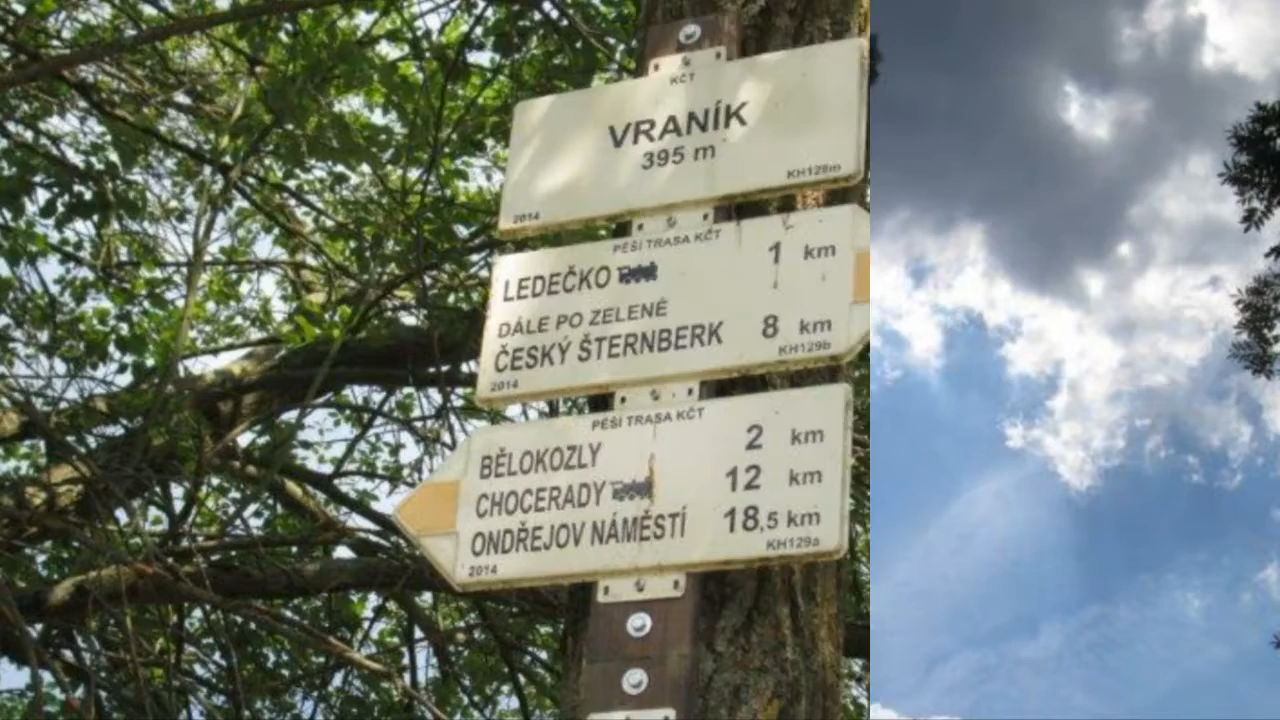 KČT
VRANÍK
395 m
KH129m
2014
PĚŠÍ TRASA KČT
LEDEČKO 1 km
DÁLE PO ZELENÉ
ČESKÝ ŠTERNBERK 8 km
KH129b
2014
PĚŠÍ TRASA KČT
BĚLOKOZLY 2 km
CHOCERADY 12 km
ONDŘEJOV NÁMĚSTÍ 18,5 km
KH129a
2014